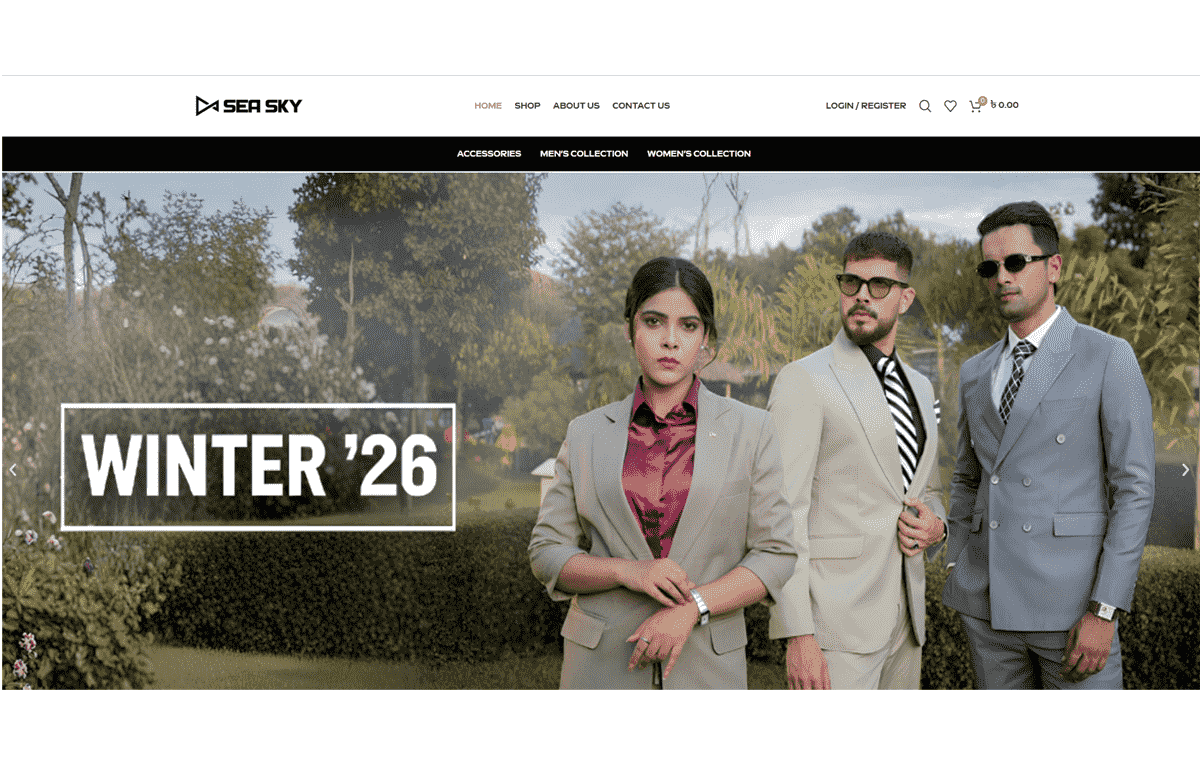 SEA SKY
HOME SHOP ABOUT US CONTACT US
LOGIN / REGISTER 0 ৳ 0.00
ACCESSORIES MEN'S COLLECTION WOMEN'S COLLECTION
WINTER '26